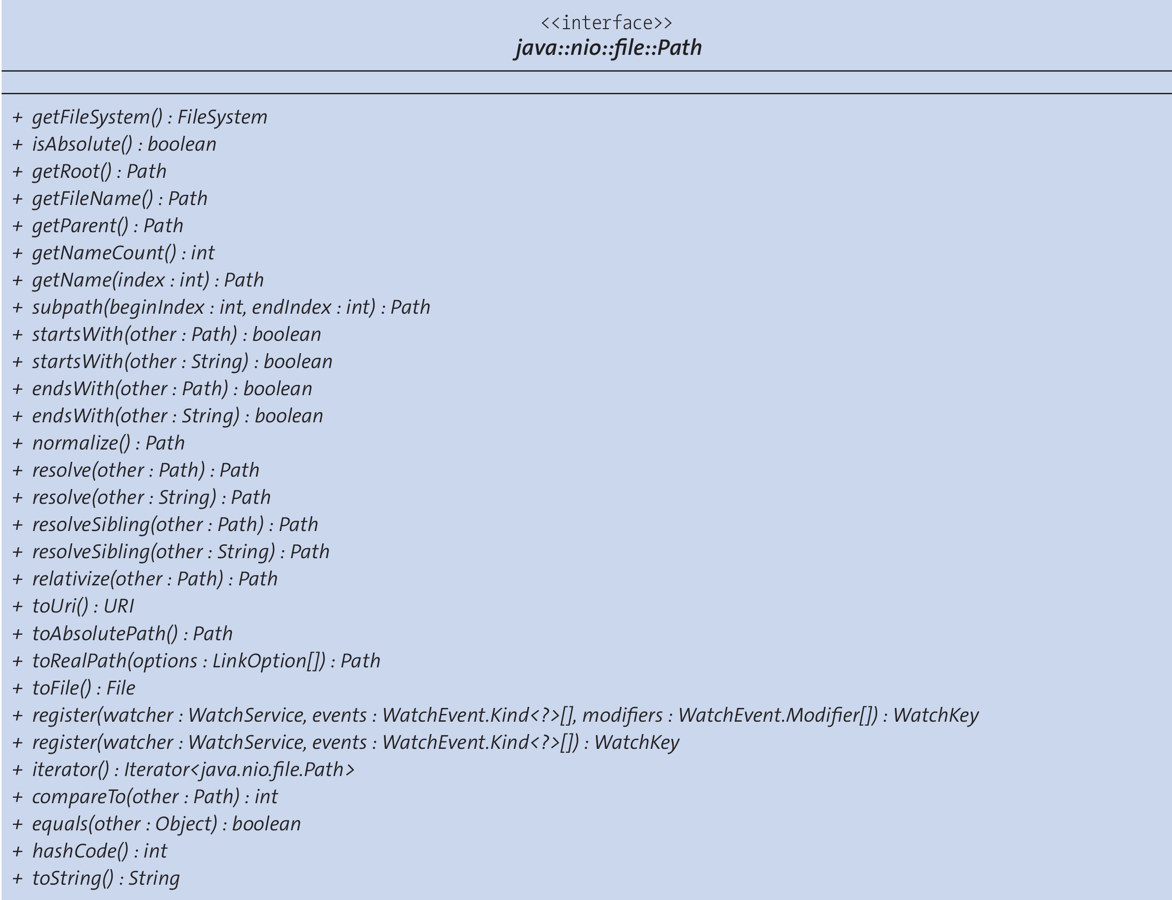 <<interface>>
java::nio::file::Path
+ getFileSystem() : FileSystem
+ isAbsolute() : boolean
+ getRoot() : Path
+ getFileName() : Path
+ getParent() : Path
+ getNameCount() : int
+ getName(index : int) : Path
+ subpath(beginIndex : int, endIndex : int) : Path
+ startsWith(other : Path) : boolean
+ startsWith(other : String) : boolean
+ endsWith(other : Path) : boolean
+ endsWith(other : String) : boolean
+ normalize() : Path
+ resolve(other : Path) : Path
+ resolve(other : String) : Path
+ resolveSibling(other : Path) : Path
+ resolveSibling(other : String) : Path
+ relativize(other : Path) : Path
+ toUri() : URI
+ toAbsolutePath() : Path
+ toRealPath(options : LinkOption[]) : Path
+ toFile() : File
+ register(watcher : WatchService, events : WatchEvent.Kind<?>[], modifiers : WatchEvent.Modifier[]) : WatchKey
+ register(watcher : WatchService, events : WatchEvent.Kind<?>[]) : WatchKey
+ iterator() : Iterator<java.nio.file.Path>
+ compareTo(other : Path) : int
+ equals(other : Object) : boolean
+ hashCode() : int
+ toString() : String